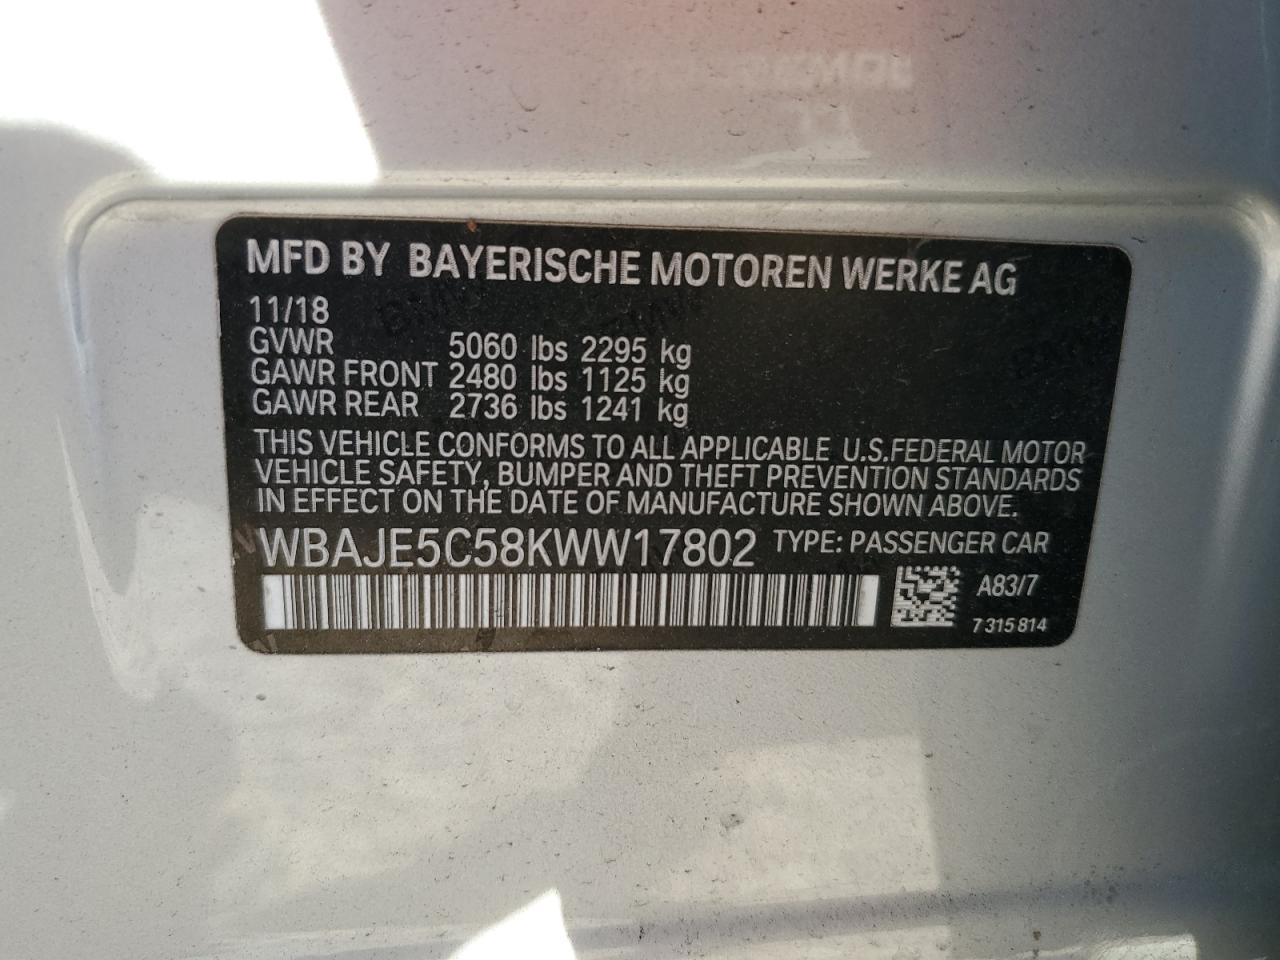 MFD BY BAYERISCHE MOTOREN WERKE AG
11/18
GVWR 5060 lbs 2295 kg
GAWR FRONT 2480 lbs 1125 kg
GAWR REAR 2736 lbs 1241 kg
THIS VEHICLE CONFORMS TO ALL APPLICABLE U.S.FEDERAL MOTOR
VEHICLE SAFETY, BUMPER AND THEFT PREVENTION STANDARDS
IN EFFECT ON THE DATE OF MANUFACTURE SHOWN ABOVE.
WBAJE5C58KWW17802 TYPE: PASSENGER CAR
A83/7
7 315 814